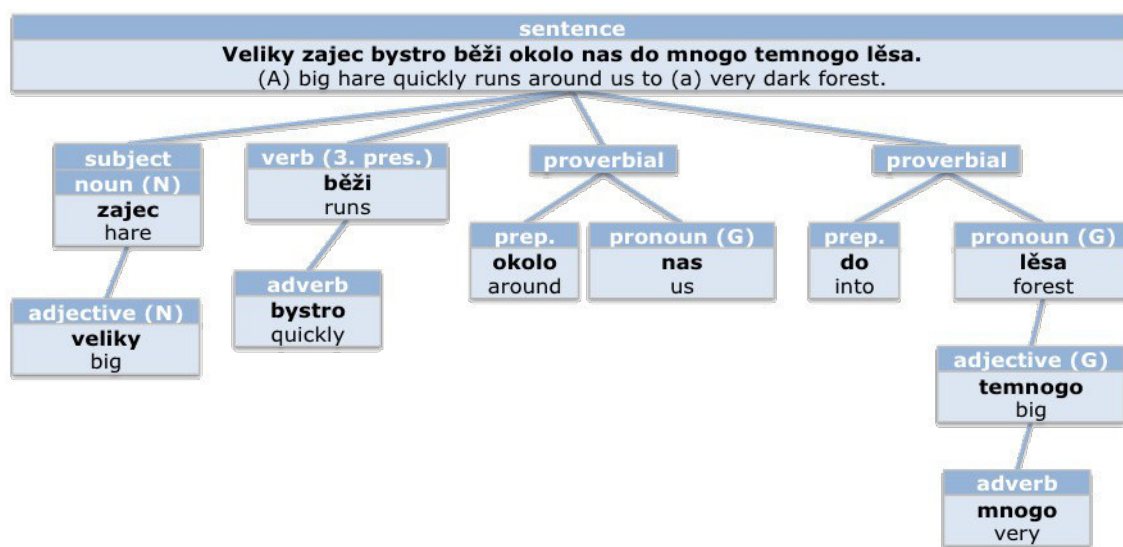 sentence
Veliky zajec bystro běži okolo nas do mnogo temnogo lěsa.
(A) big hare quickly runs around us to (a) very dark forest.
subject
noun (N)
zajec
hare
adjective (N)
veliky
big
verb (3. pres.)
běži
runs
adverb
bystro
quickly
proverbial
prep.
okolo
around
pronoun (G)
nas
us
proverbial
prep.
do
into
pronoun (G)
lěsa
forest
adjective (G)
temnogo
big
adverb
mnogo
very